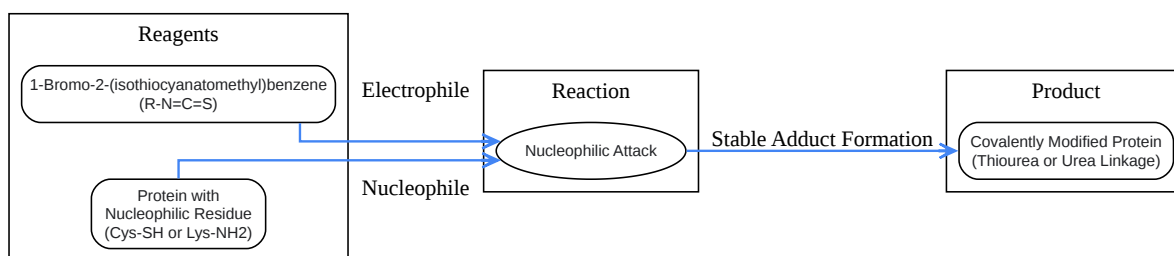 Reagents
1-Bromo-2-(isothiocyanatomethyl)benzene
(R-N=C=S)
Protein with
Nucleophilic Residue
(Cys-SH or Lys-NH2)
Electrophile
Nucleophile
Reaction
Nucleophilic Attack
Stable Adduct Formation
Product
Covalently Modified Protein
(Thiourea or Urea Linkage)